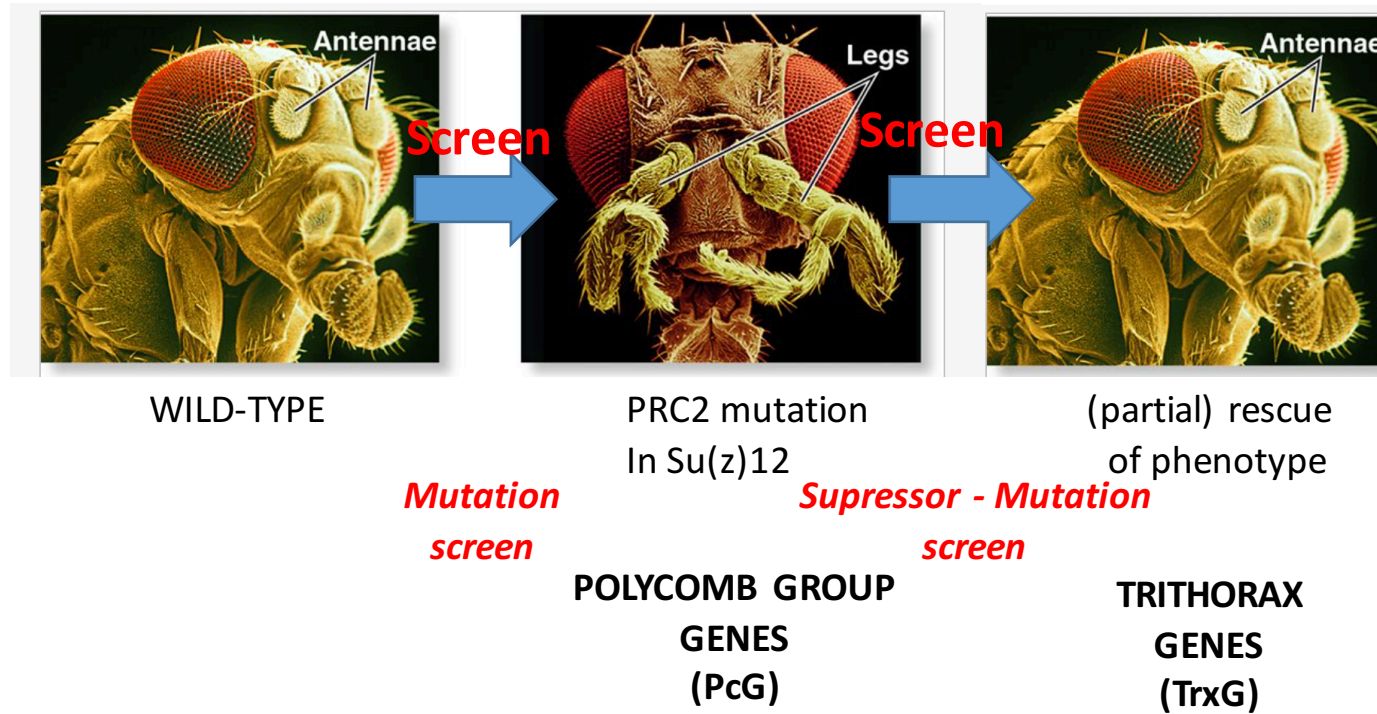 Antennae
Legs
Antennae
Screen
Screen
WILD-TYPE
PRC2 mutation
In Su(z)12
(partial) rescue
of phenotype
Mutation
screen
Supressor - Mutation
screen
POLYCOMB GROUP
GENES
(PcG)
TRITHORAX
GENES
(TrxG)